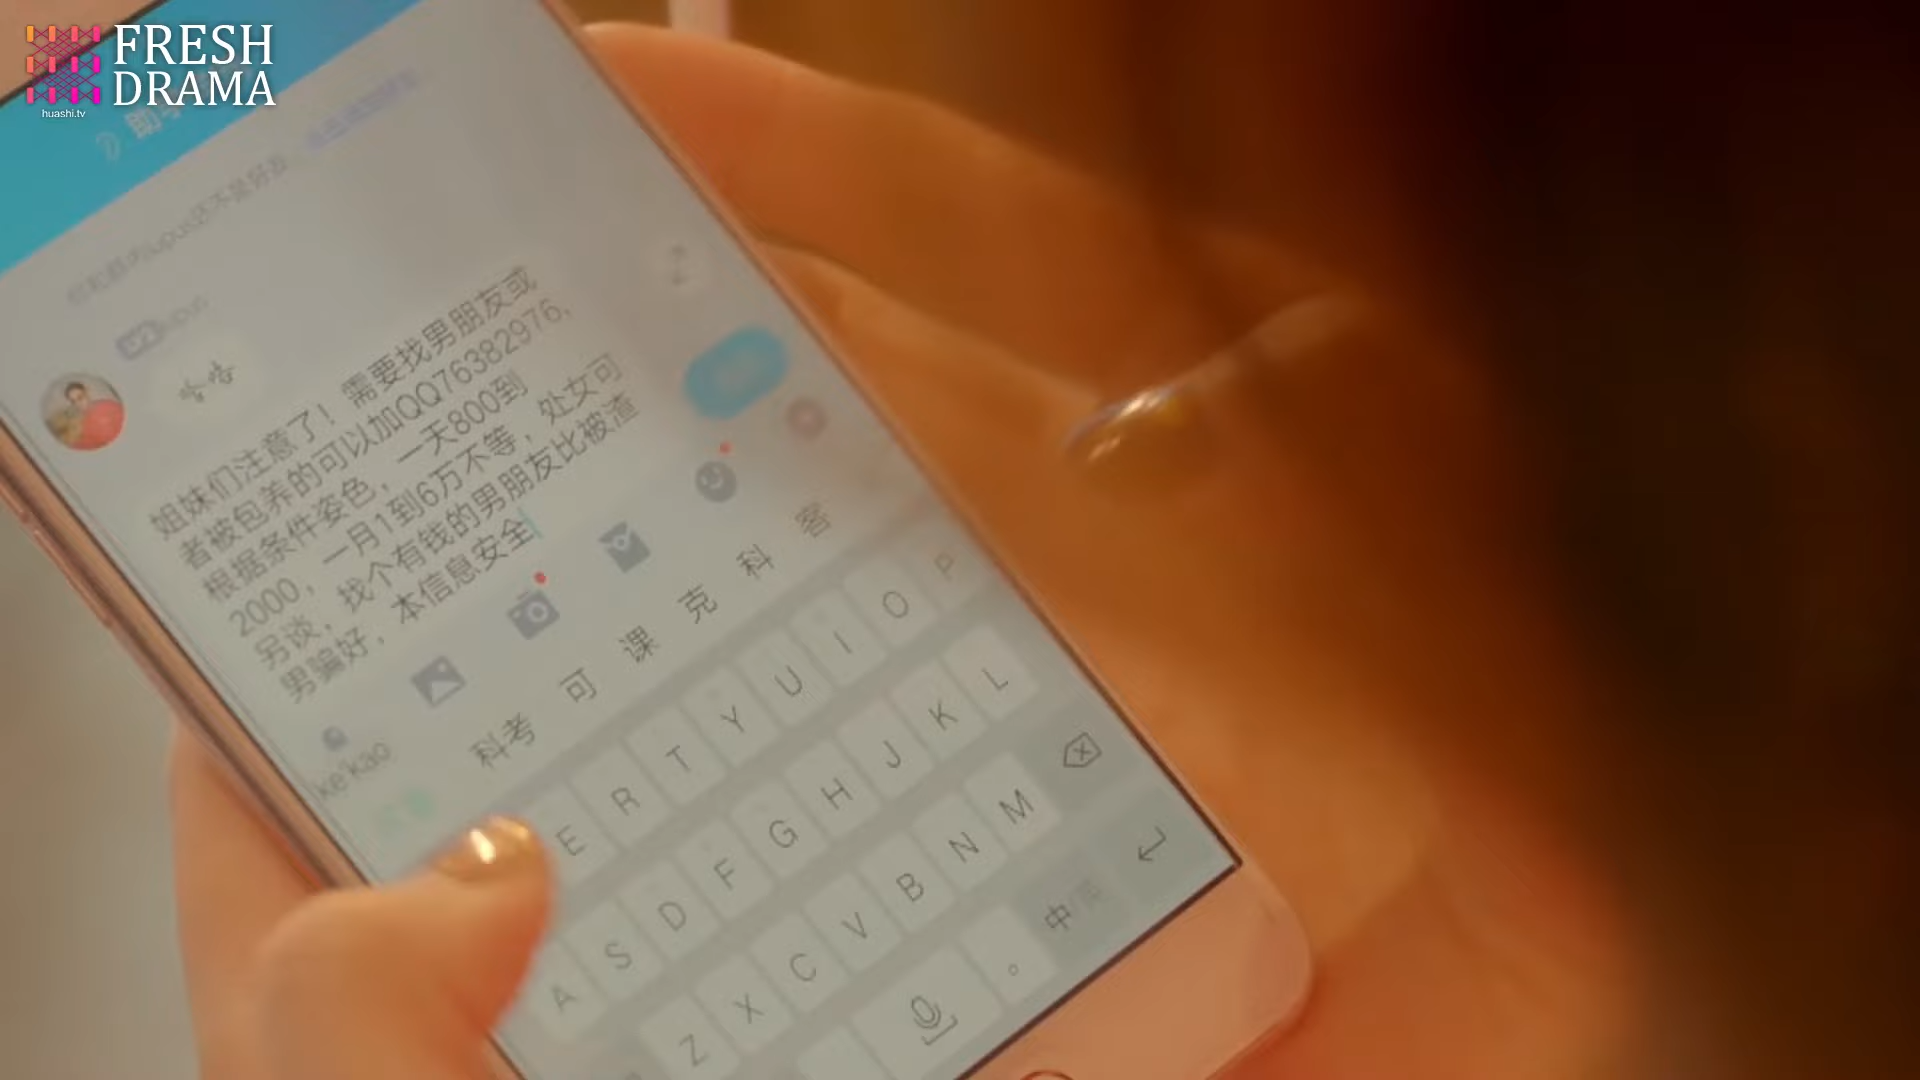 FRESH
DRAMA
huashi.tv
哈哈
姐妹们注意了！需要找男朋友或
者被包养的可以加QQ76382976,
根据条件姿色，一天800到
2000，一月1到6万不等，处女可
另谈，找个有钱的男朋友比被渣
男骗好，本信息安全
ke'kao
科考 可 课 克 科 客
E R T Y U I O P
A S D F G H J K L
Z X C V B N M
。 中